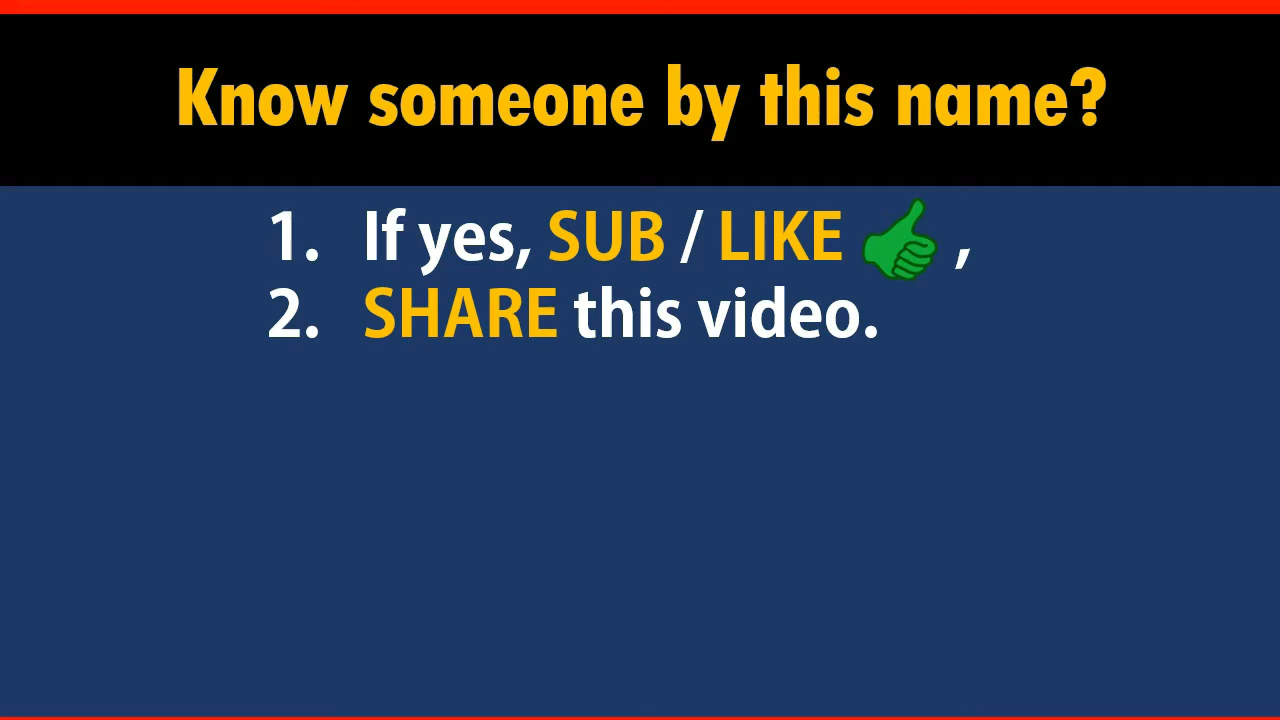 Know someone by this name?
1. If yes, SUB / LIKE ,
2. SHARE this video.